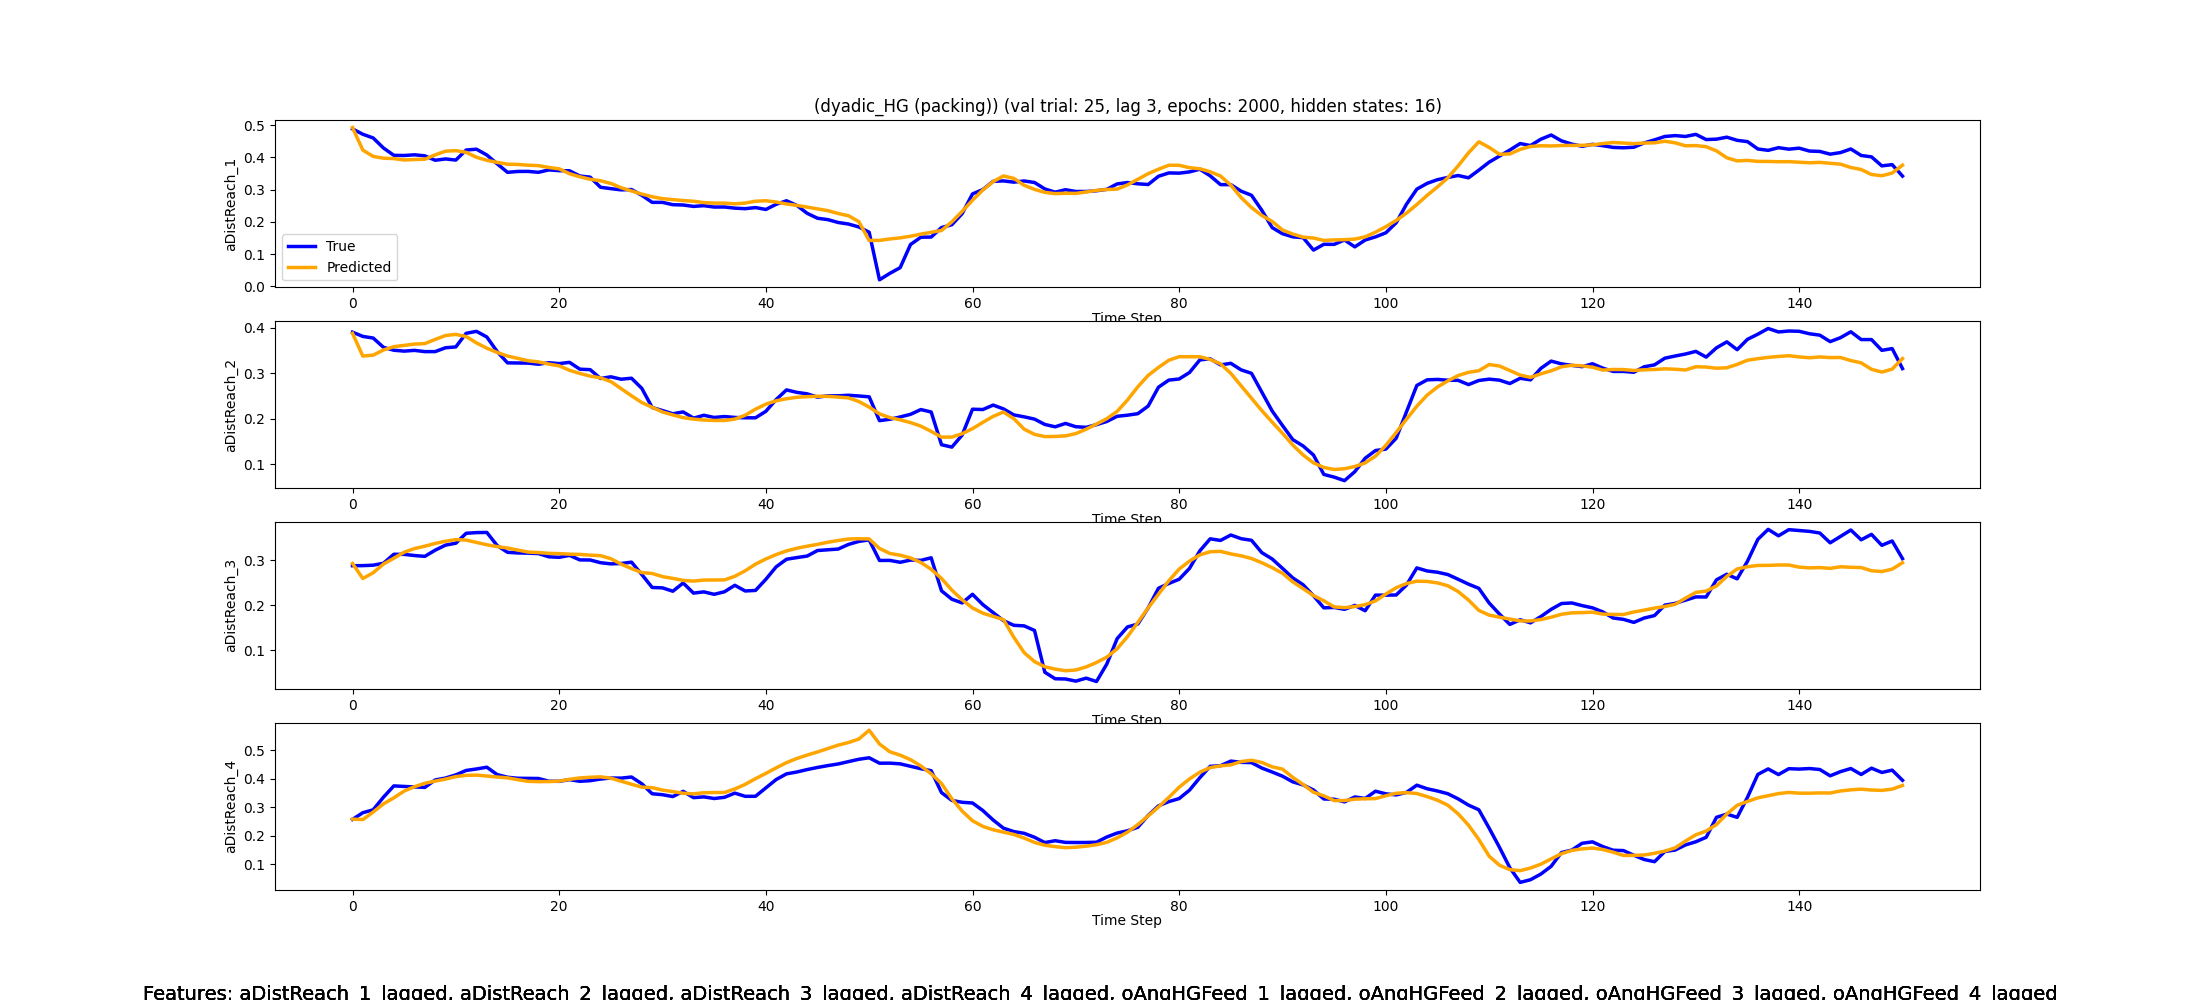 (dyadic_HG (packing)) (val trial: 25, lag 3, epochs: 2000, hidden states: 16)
aDistReach_1
0.5
0.4
0.3
0.2
0.1
0.0
True
Predicted
0 20 40 60 80 100 120 140
Time Step
aDistReach_2
0.4
0.3
0.2
0.1
0 20 40 60 80 100 120 140
Time Step
aDistReach_3
0.3
0.2
0.1
0 20 40 60 80 100 120 140
Time Step
aDistReach_4
0.5
0.4
0.3
0.2
0.1
0 20 40 60 80 100 120 140
Time Step
Features: aDistReach_1_lagged, aDistReach_2_lagged, aDistReach_3_lagged, aDistReach_4_lagged, oAngHGFeed_1_lagged, oAngHGFeed_2_lagged, oAngHGFeed_3_lagged, oAngHGFeed_4_lagged